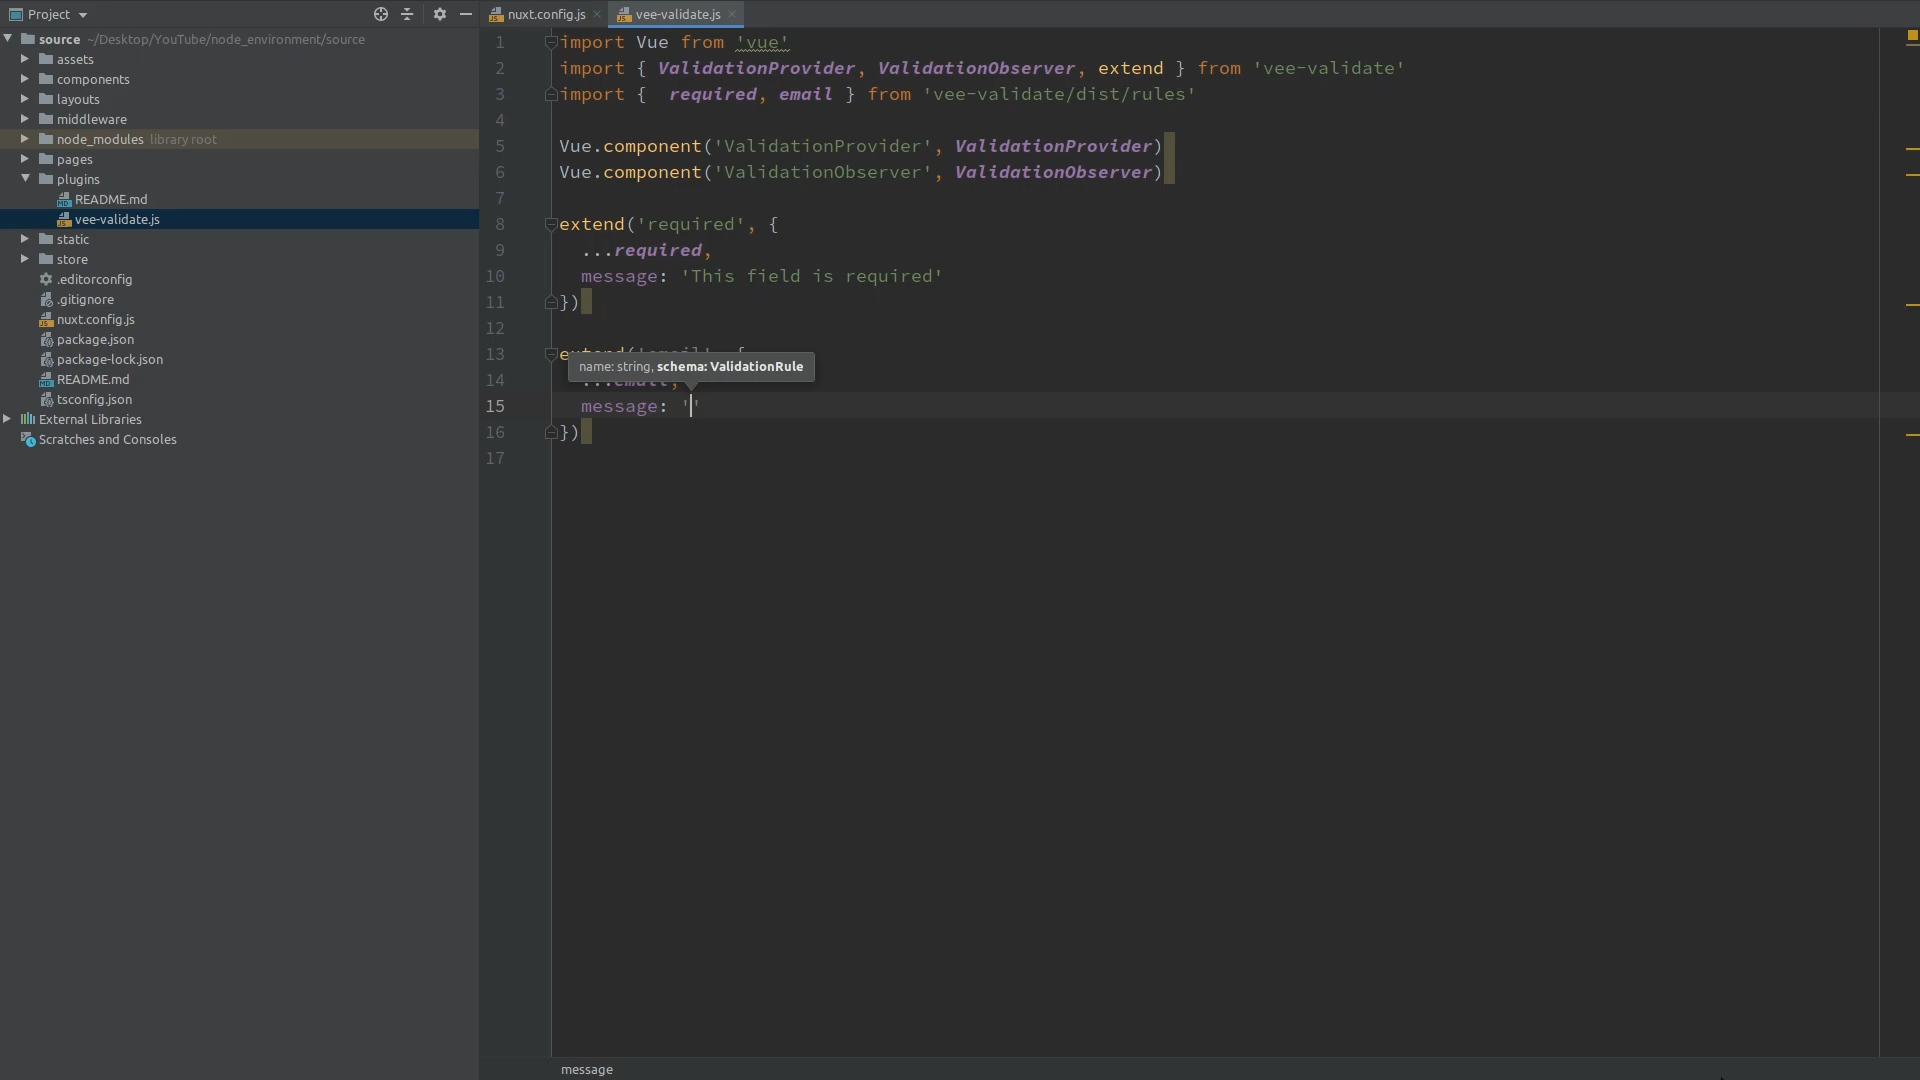 Project
source ~/Desktop/YouTube/node_environment/source
assets
components
layouts
middleware
node_modules library root
pages
plugins
README.md
vee-validate.js
static
store
.editorconfig
.gitignore
nuxt.config.js
package.json
package-lock.json
README.md
tsconfig.json
External Libraries
Scratches and Consoles
nuxt.config.js
vee-validate.js
1 import Vue from 'vue'
2 import { ValidationProvider, ValidationObserver, extend } from 'vee-validate'
3 import {  required, email } from 'vee-validate/dist/rules'
4
5 Vue.component('ValidationProvider', ValidationProvider)
6 Vue.component('ValidationObserver', ValidationObserver)
7
8 extend('required', {
9 ...required,
10 message: 'This field is required'
11 })
12
13 extend('email', {
name: string, schema: ValidationRule
14 ...email,
15 message: ''
16 })
17
message